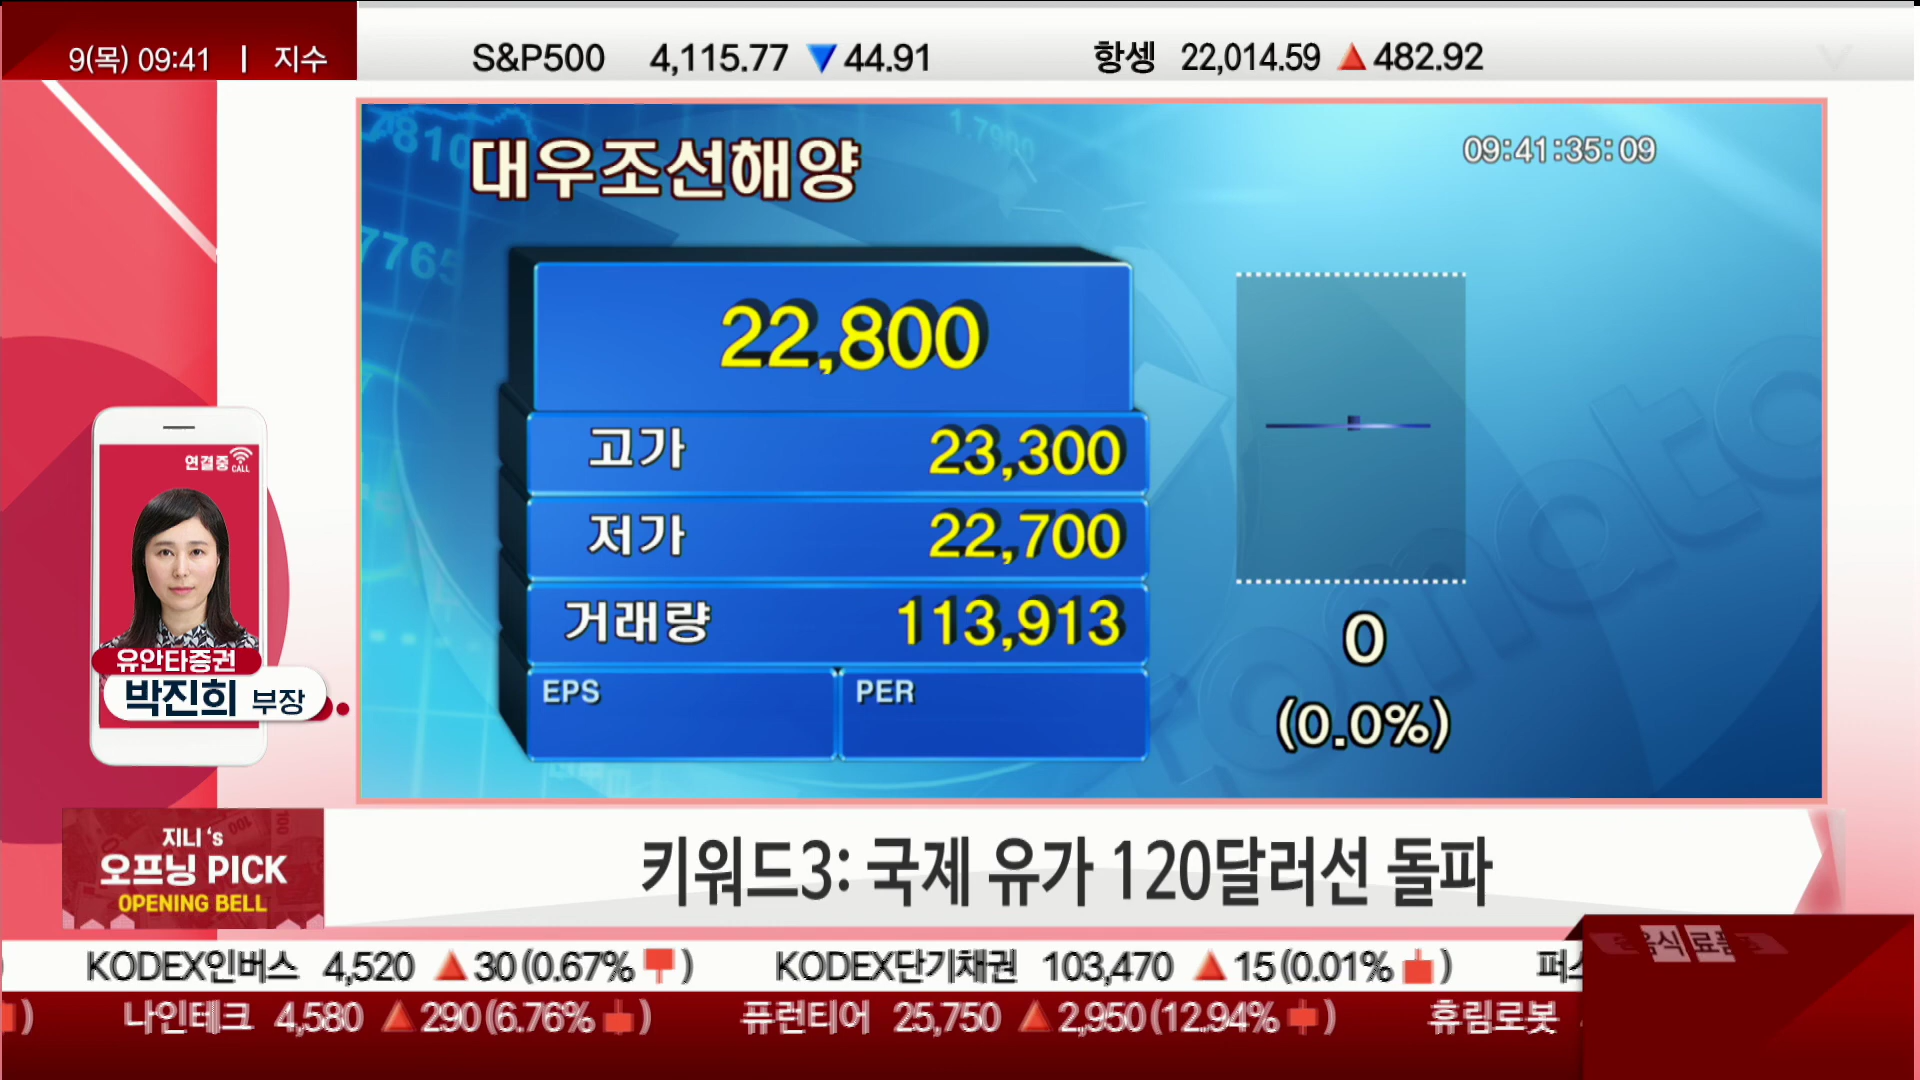 9(목) 09:41 | 지수
S&P500 4,115.77 ▼44.91
항셍 22,014.59 ▲482.92
대우조선해양
09:41:35:09
22,800
고가 23,300
저가 22,700
거래량 113,913
EPS
PER
0
(0.0%)
7810
1.7900
7765
tomato
연결중
CALL
유안타증권
박진희 부장
지니‘s
오프닝 PICK
OPENING BELL
키워드3: 국제 유가 120달러선 돌파
KODEX인버스 4,520 ▲30(0.67% )
KODEX단기채권 103,470 ▲15(0.01% )
)
나인테크 4,580 ▲290(6.76% )
퓨런티어 25,750 ▲2,950(12.94% )
휴림로봇